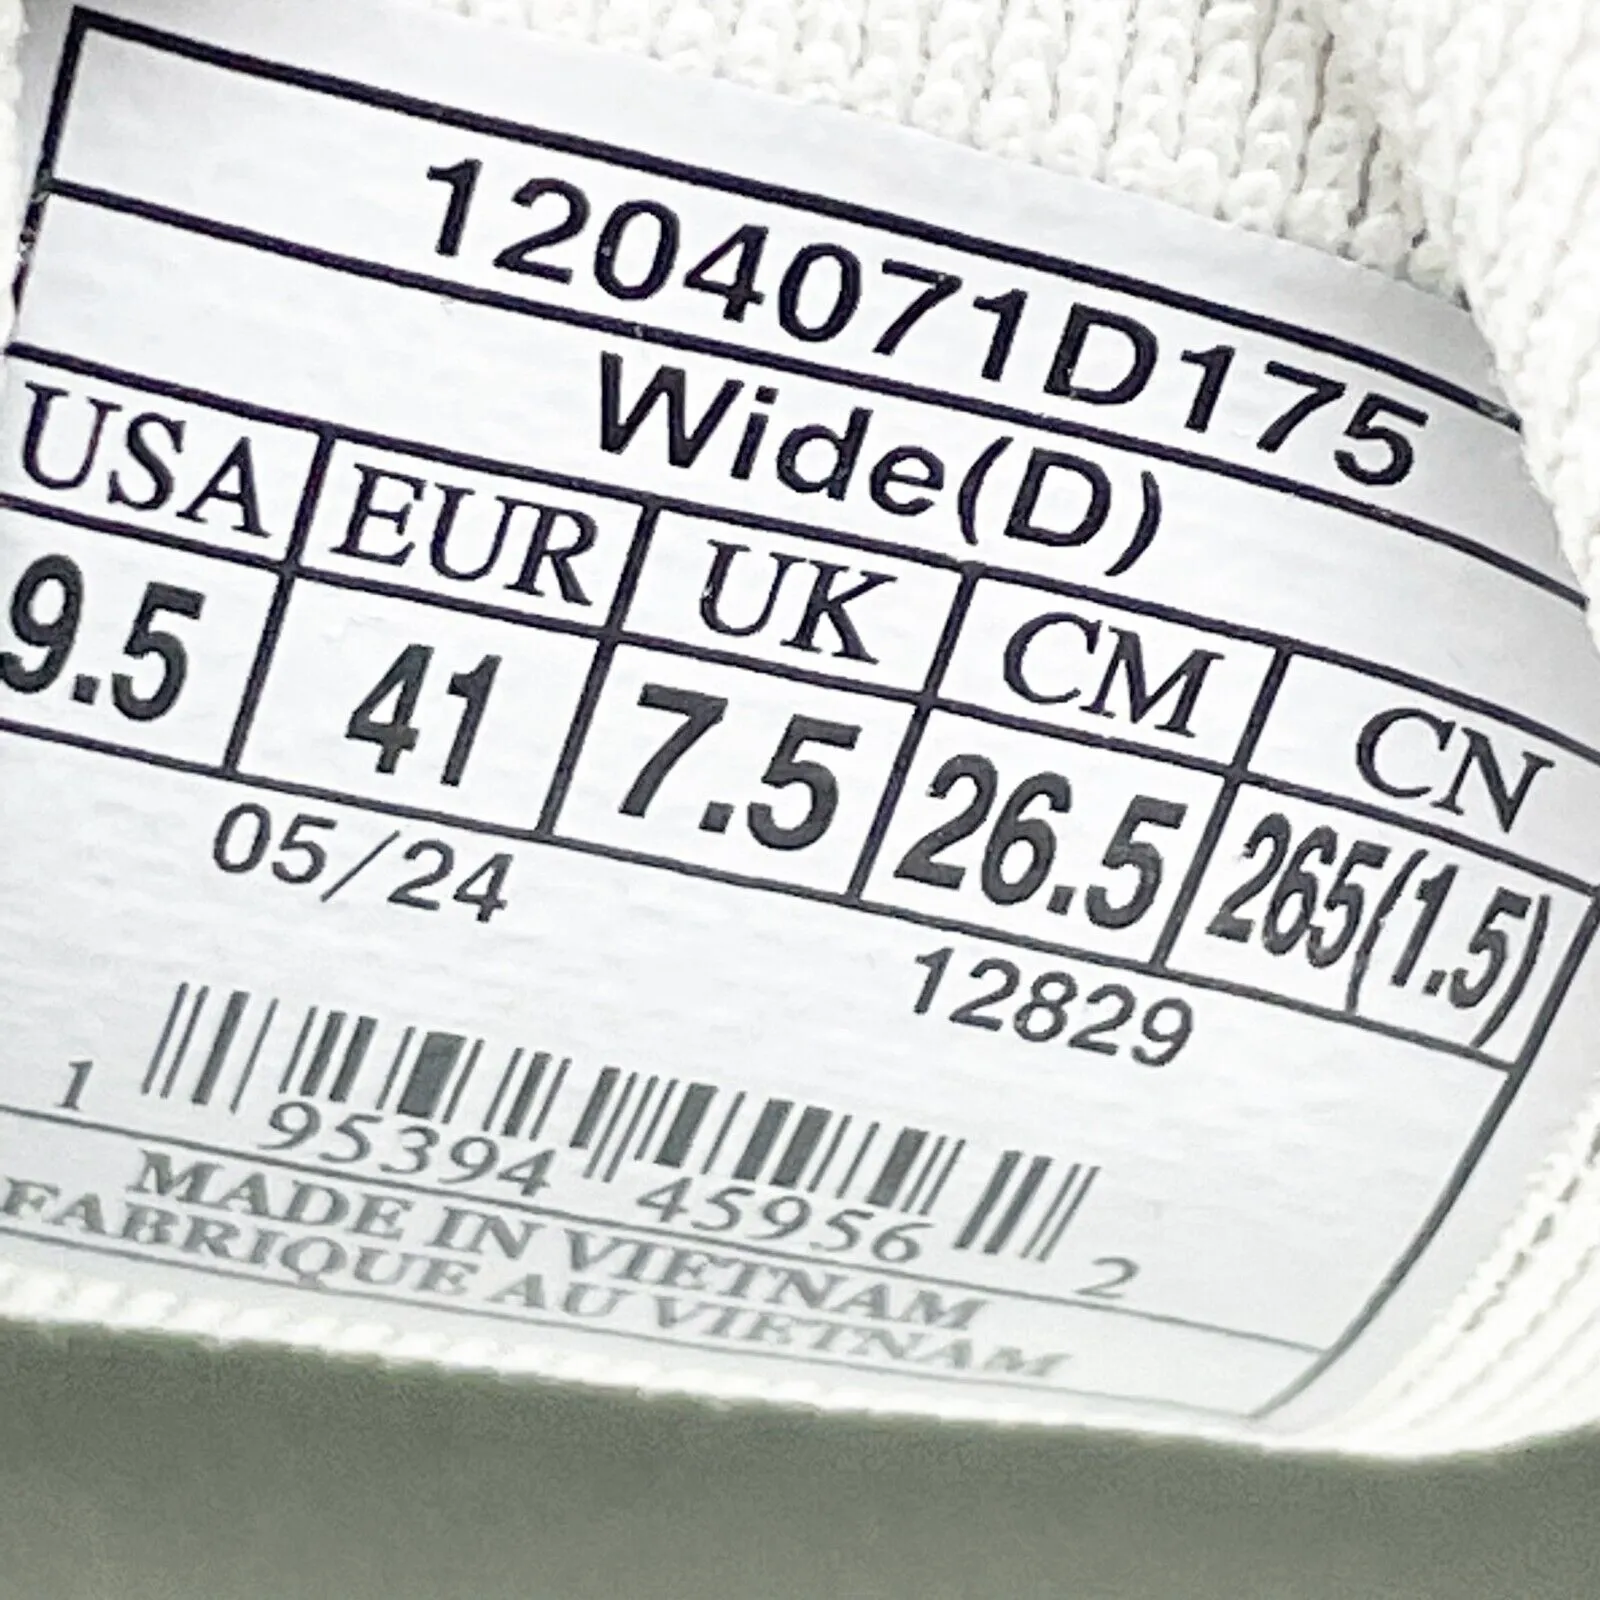 1204071D175
Wide(D)
USA EUR UK CM CN
9.5 41 7.5 26.5 265(1.5)
05/24 12829
1 95394 45956 2
MADE IN VIETNAM
FABRIQUE AU VIETNAM